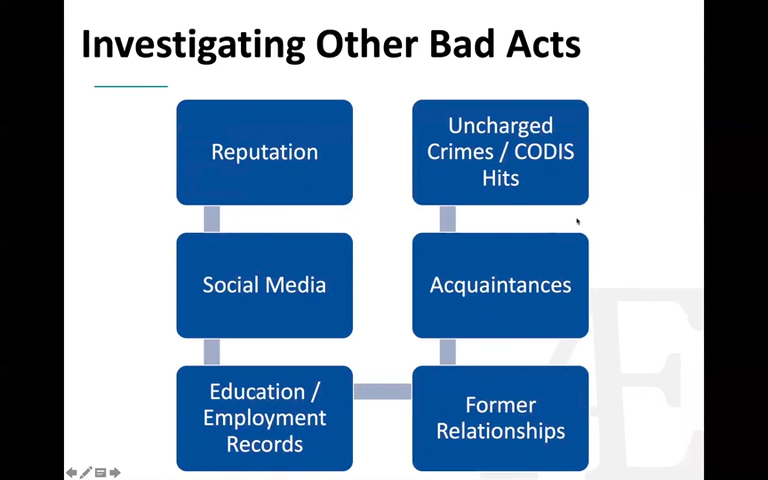 Investigating Other Bad Acts
Reputation
Social Media
Education /
Employment
Records
Former
Relationships
Acquaintances
Uncharged
Crimes / CODIS
Hits
Æ